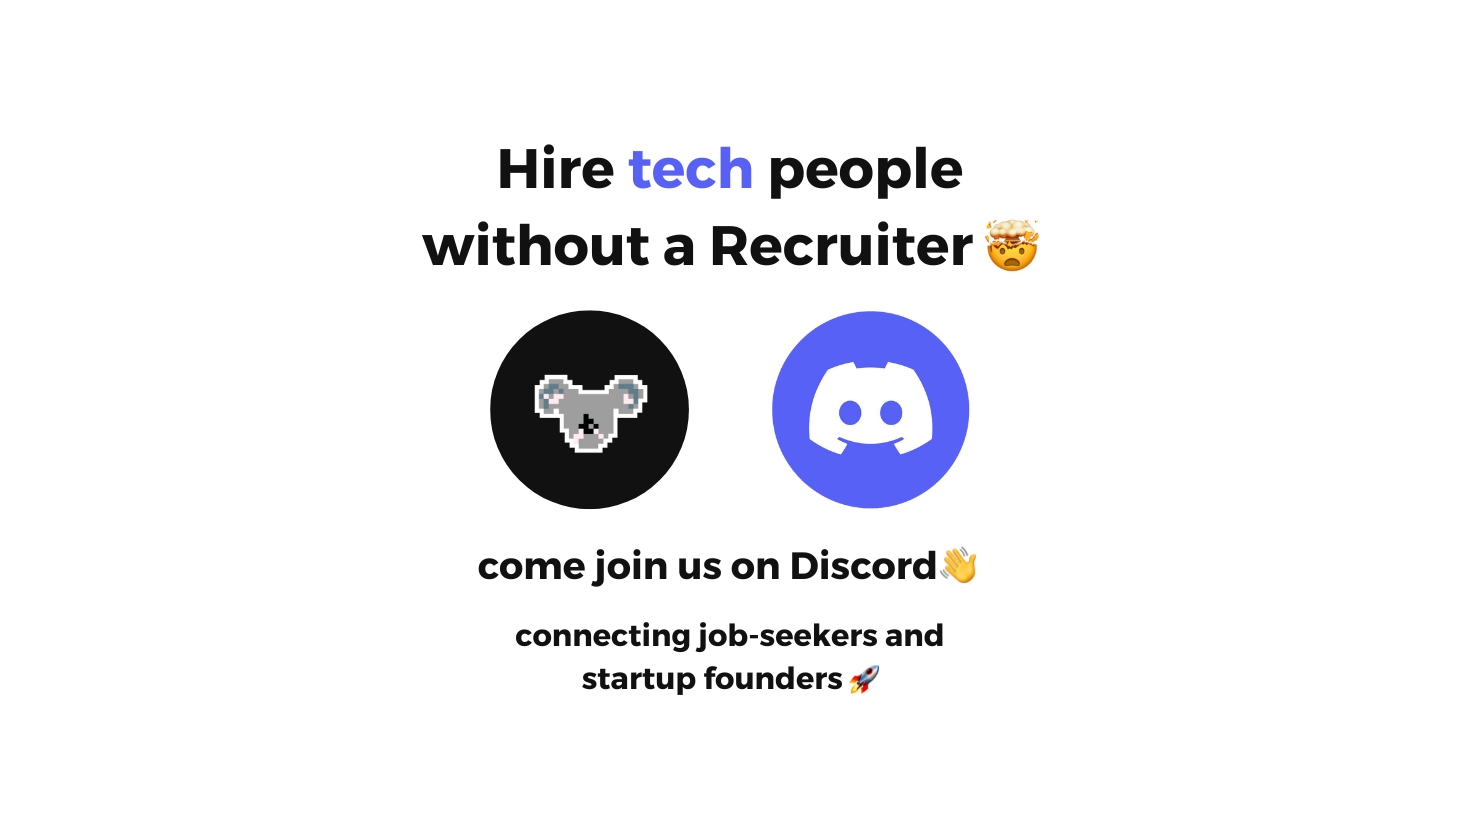 Hire tech people
without a Recruiter 🤯
come join us on Discord👋
connecting job-seekers and
startup founders 🚀